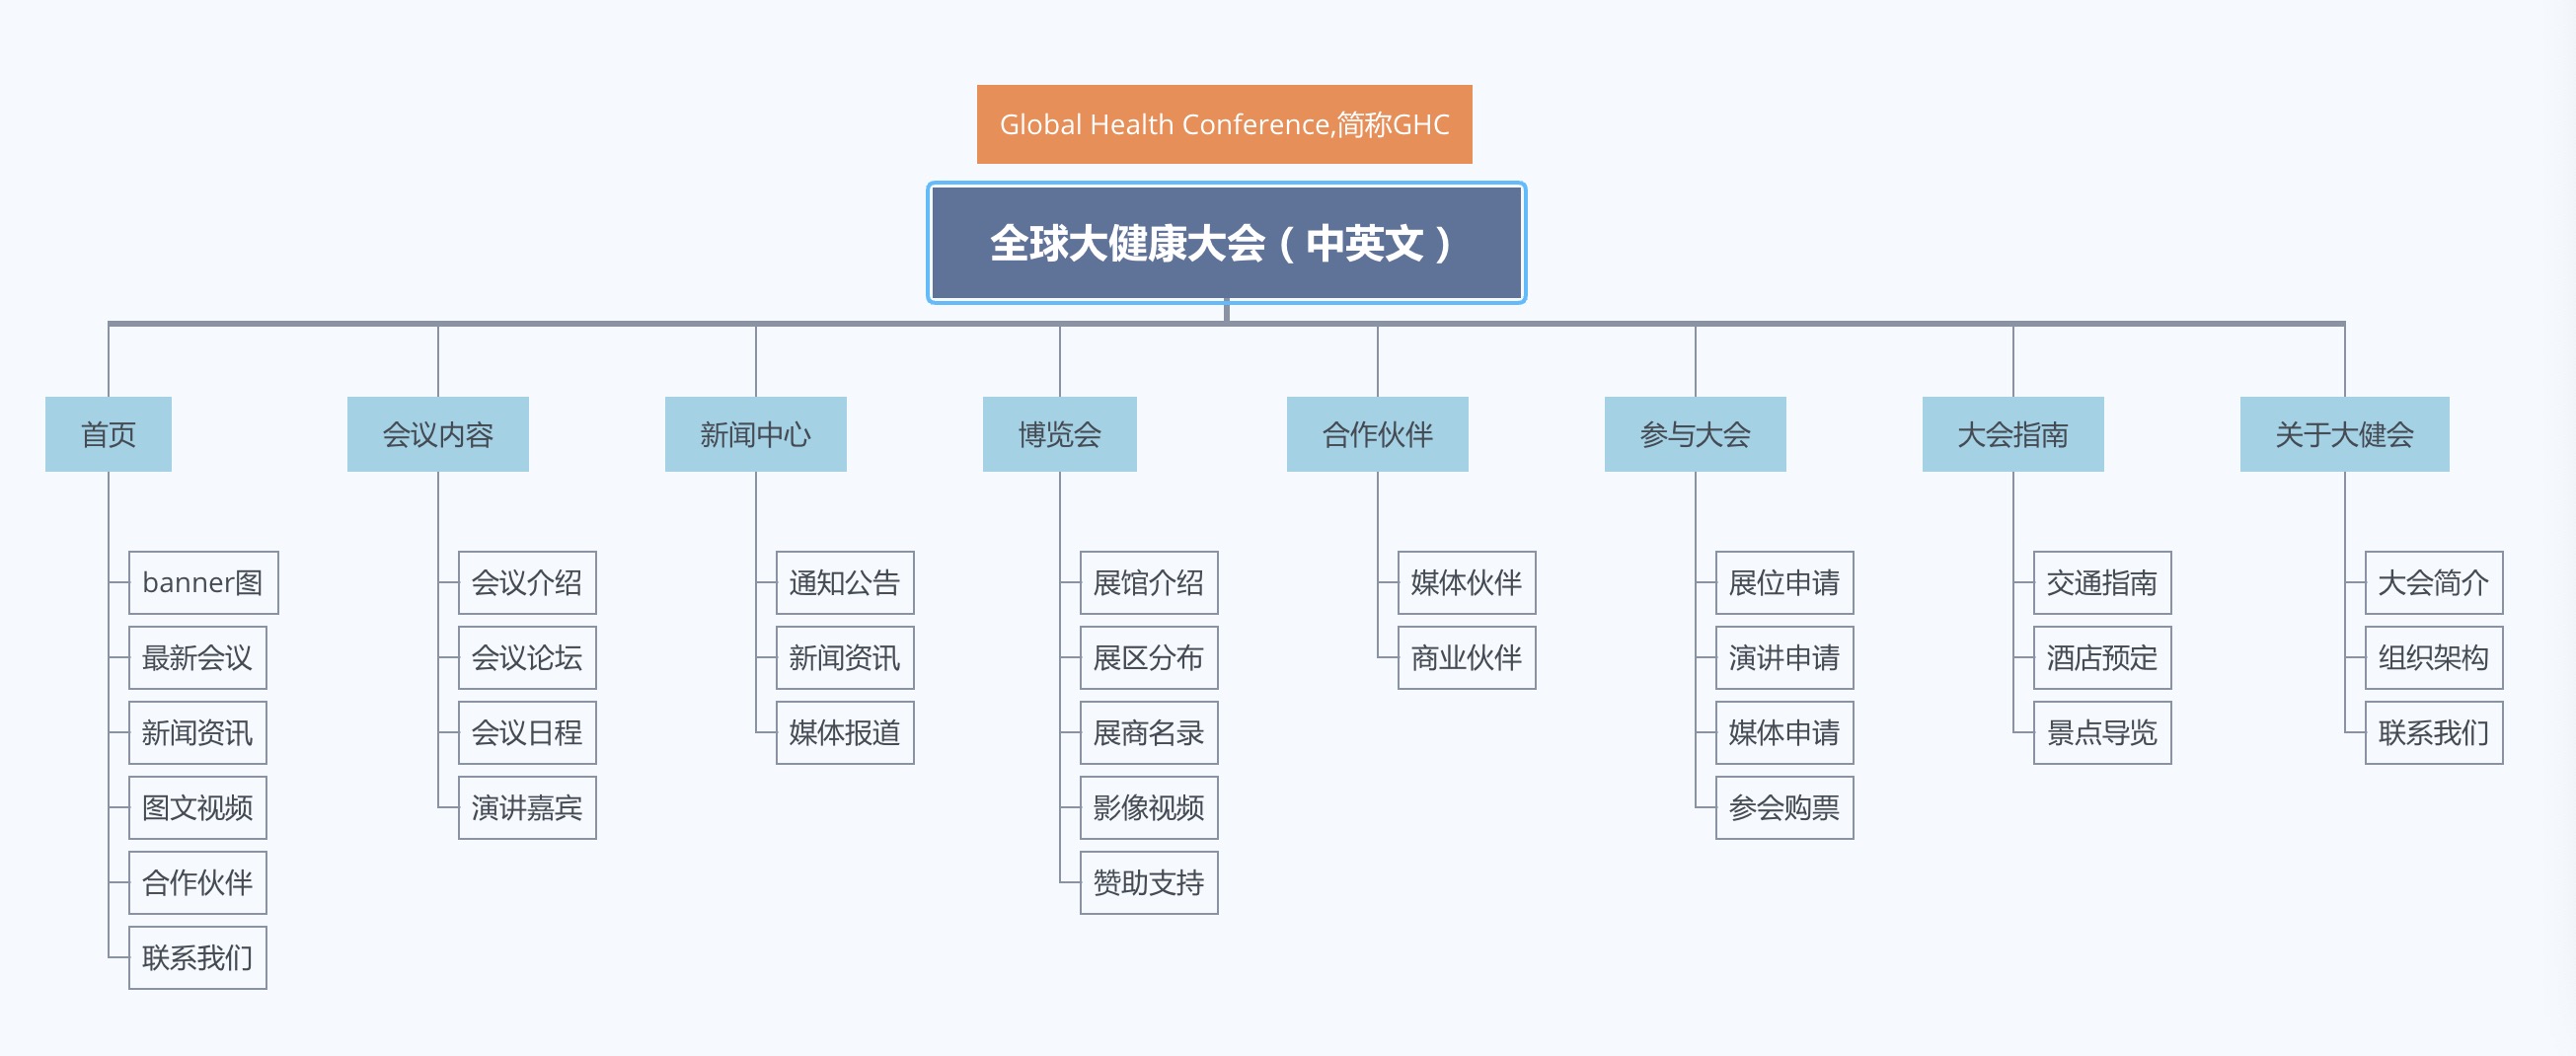 Global Health Conference,简称GHC
全球大健康大会（中英文）
首页
会议内容
新闻中心
博览会
合作伙伴
参与大会
大会指南
关于大健会
banner图
最新会议
新闻资讯
图文视频
合作伙伴
联系我们
会议介绍
会议论坛
会议日程
演讲嘉宾
通知公告
新闻资讯
媒体报道
展馆介绍
展区分布
展商名录
影像视频
赞助支持
媒体伙伴
商业伙伴
展位申请
演讲申请
媒体申请
参会购票
交通指南
酒店预定
景点导览
大会简介
组织架构
联系我们